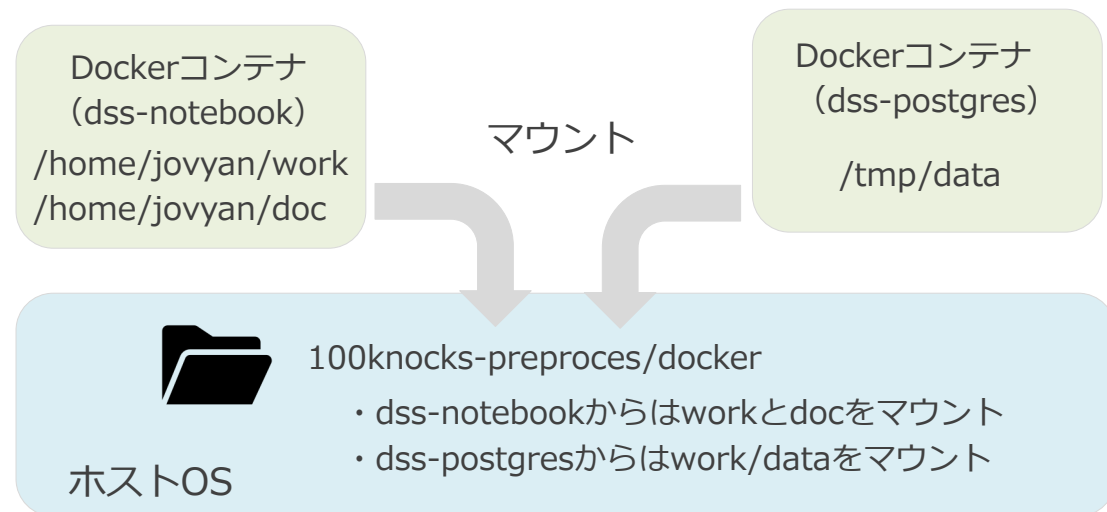 Dockerコンテナ
（dss-notebook）
/home/jovyan/work
/home/jovyan/doc
マウント
Dockerコンテナ
（dss-postgres）
/tmp/data
100knocks-preproces/docker
・dss-notebookからはworkとdocをマウント
・dss-postgresからはwork/dataをマウント
ホストOS